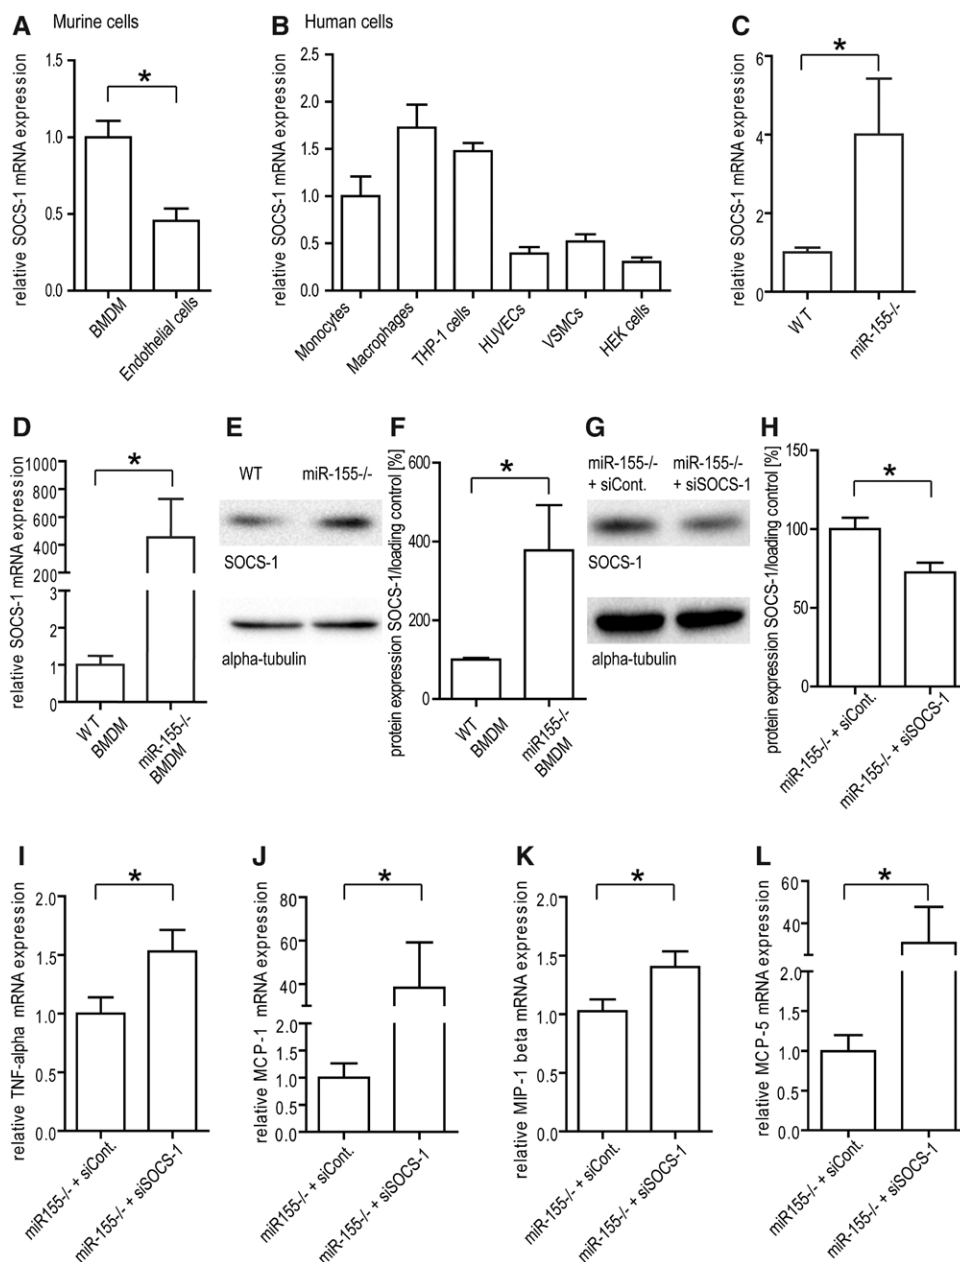 A Murine cells
relative SOCS-1 mRNA expression
1.5
1.0
0.5
0.0
*
BMDM
Endothelial cells
B Human cells
relative SOCS-1 mRNA expression
2.5
2.0
1.5
1.0
0.5
0.0
Monocytes
Macrophages
THP-1 cells
HUVECs
VSMCs
HEK cells
C
relative SOCS-1 mRNA expression
6
4
2
0
*
WT
miR-155-/-
D
relative SOCS-1 mRNA expression
1000
800
600
400
200
3
2
1
0
*
WT
BMDM
miR-155-/-
BMDM
E
WT miR-155-/-
SOCS-1
alpha-tubulin
F
protein expression SOCS-1/loading control [%]
600
400
200
0
*
WT
BMDM
miR155-/-
BMDM
G
miR-155-/- miR-155-/-
+ siCont. + siSOCS-1
SOCS-1
alpha-tubulin
H
protein expression SOCS-1/loading control [%]
150
100
50
0
*
miR-155-/- + siCont.
miR-155-/- + siSOCS-1
I
relative TNF-alpha mRNA expression
2.0
1.5
1.0
0.5
0.0
*
miR155-/- + siCont.
miR-155-/- + siSOCS-1
J
relative MCP-1 mRNA expression
80
60
40
2.0
1.5
1.0
0.5
0.0
*
miR155-/- + siCont.
miR-155-/- + siSOCS-1
K
relative MIP-1 beta mRNA expression
2.0
1.5
1.0
0.5
0.0
*
miR-155-/- + siCont.
miR-155-/- + siSOCS-1
L
relative MCP-5 mRNA expression
60
30
2.0
1.5
1.0
0.5
0.0
*
miR155-/- + siCont.
miR-155-/- + siSOCS-1